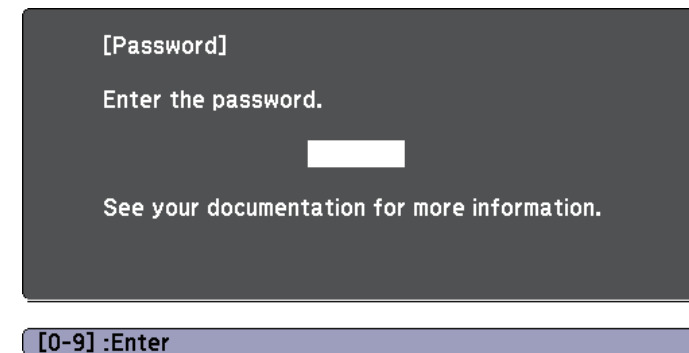 [Password]
Enter the password.
See your documentation for more information.
[0-9] :Enter